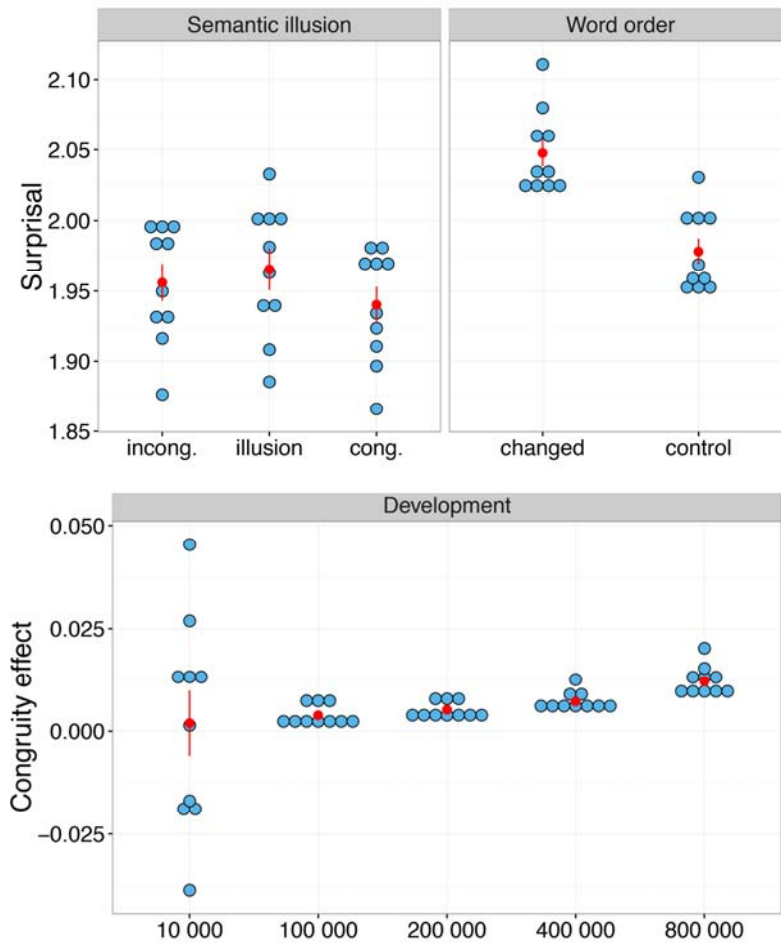 Semantic illusion
Word order
Surprisal
2.10
2.05
2.00
1.95
1.90
1.85
incong.
illusion
cong.
changed
control
Development
Congruity effect
0.050
0.025
0.000
−0.025
10 000
100 000
200 000
400 000
800 000